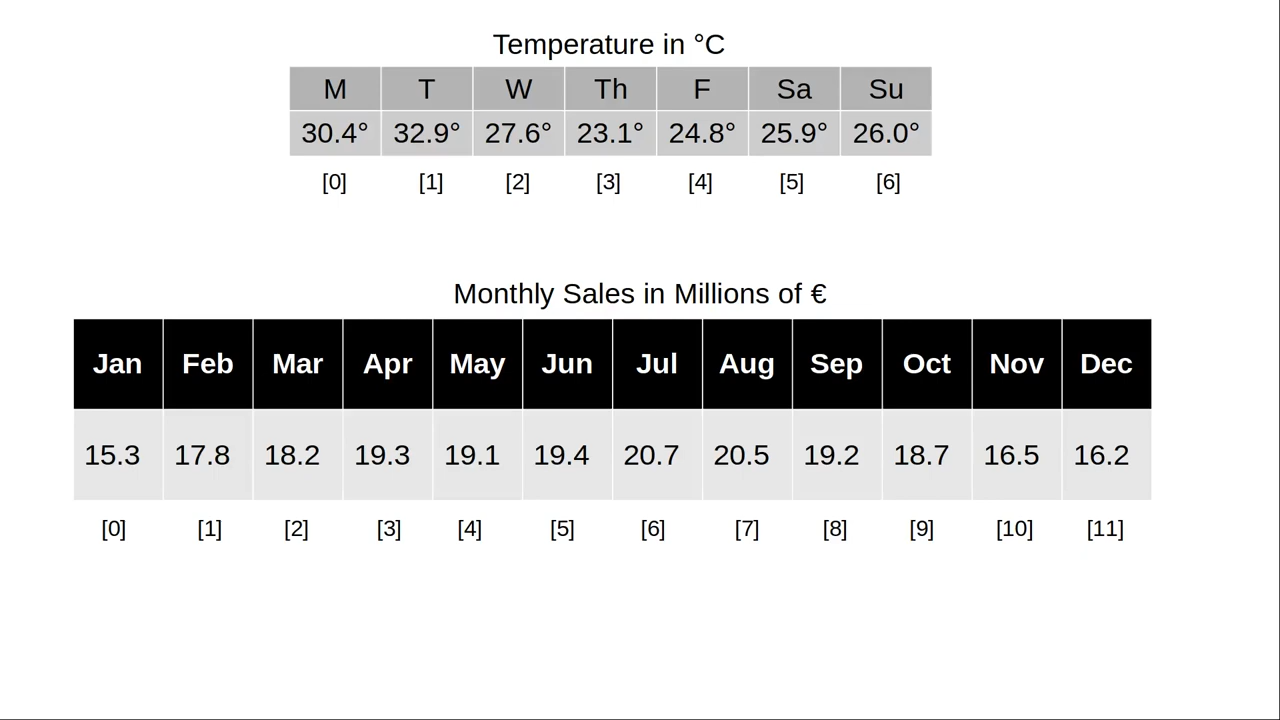 Temperature in °C
M T W Th F Sa Su
30.4° 32.9° 27.6° 23.1° 24.8° 25.9° 26.0°
[0] [1] [2] [3] [4] [5] [6]
Monthly Sales in Millions of €
Jan Feb Mar Apr May Jun Jul Aug Sep Oct Nov Dec
15.3 17.8 18.2 19.3 19.1 19.4 20.7 20.5 19.2 18.7 16.5 16.2
[0] [1] [2] [3] [4] [5] [6] [7] [8] [9] [10] [11]